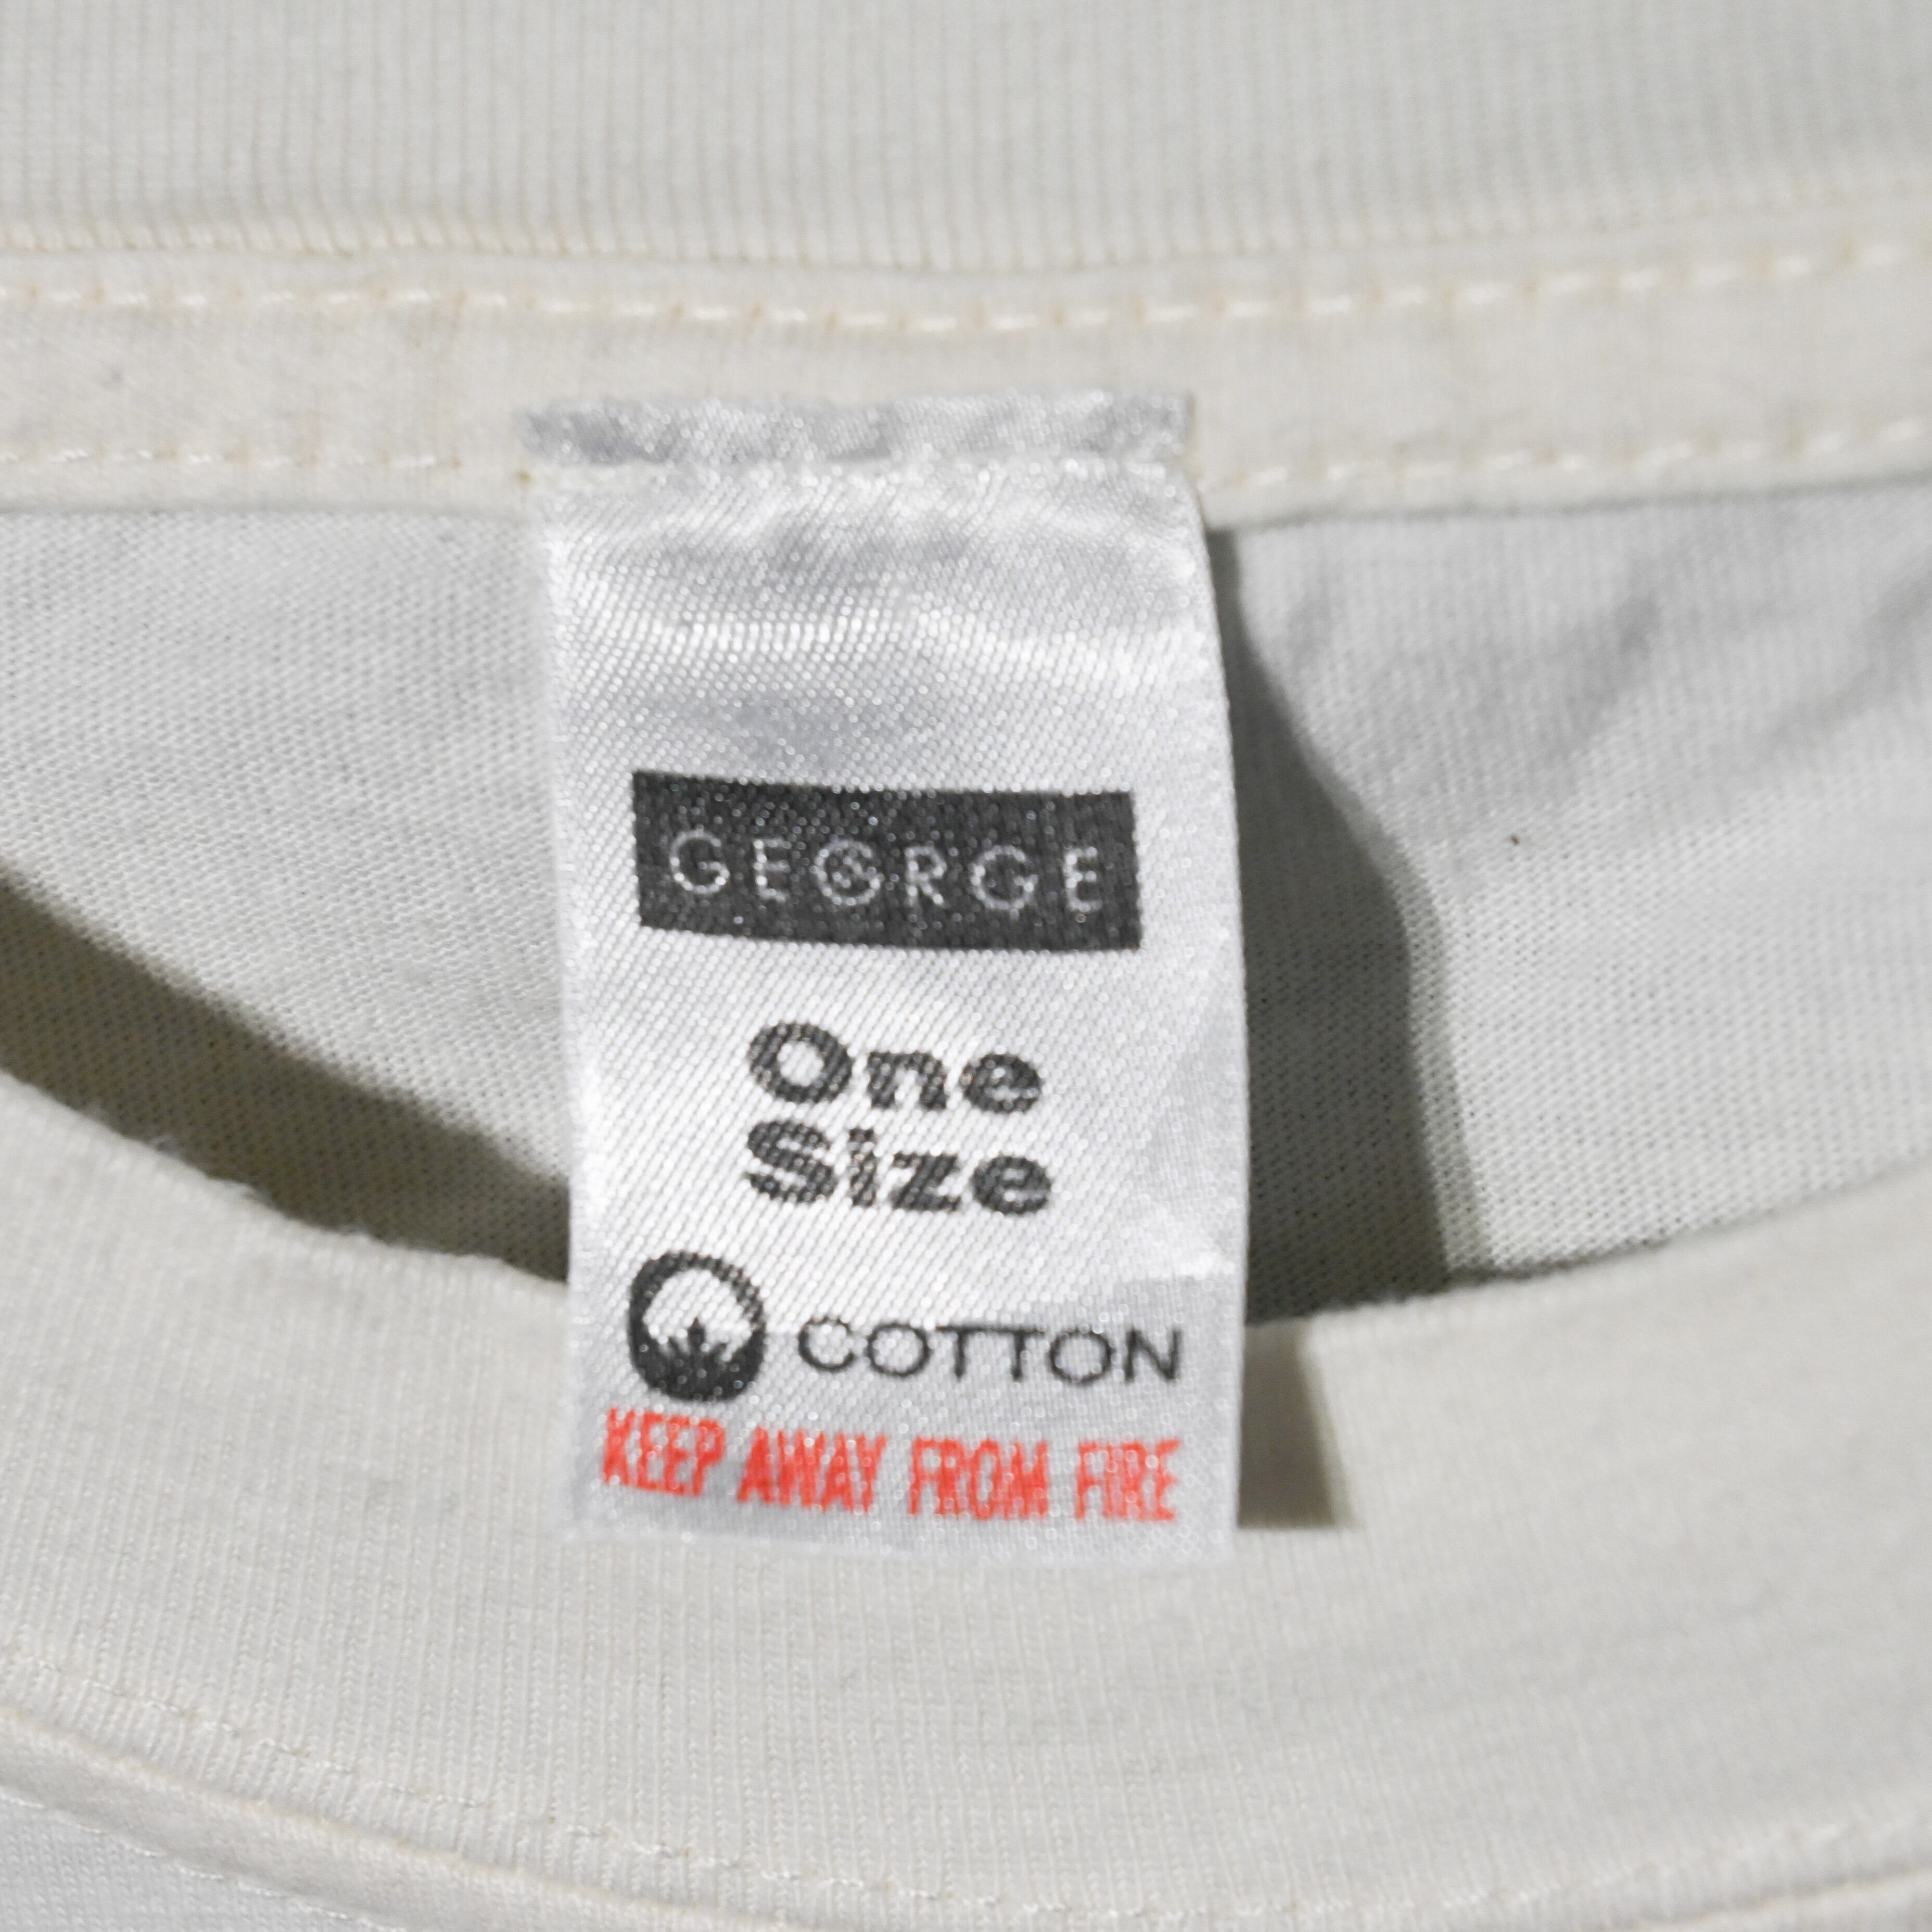 GEORGE
One
Size
COTTON
KEEP AWAY FROM FIRE